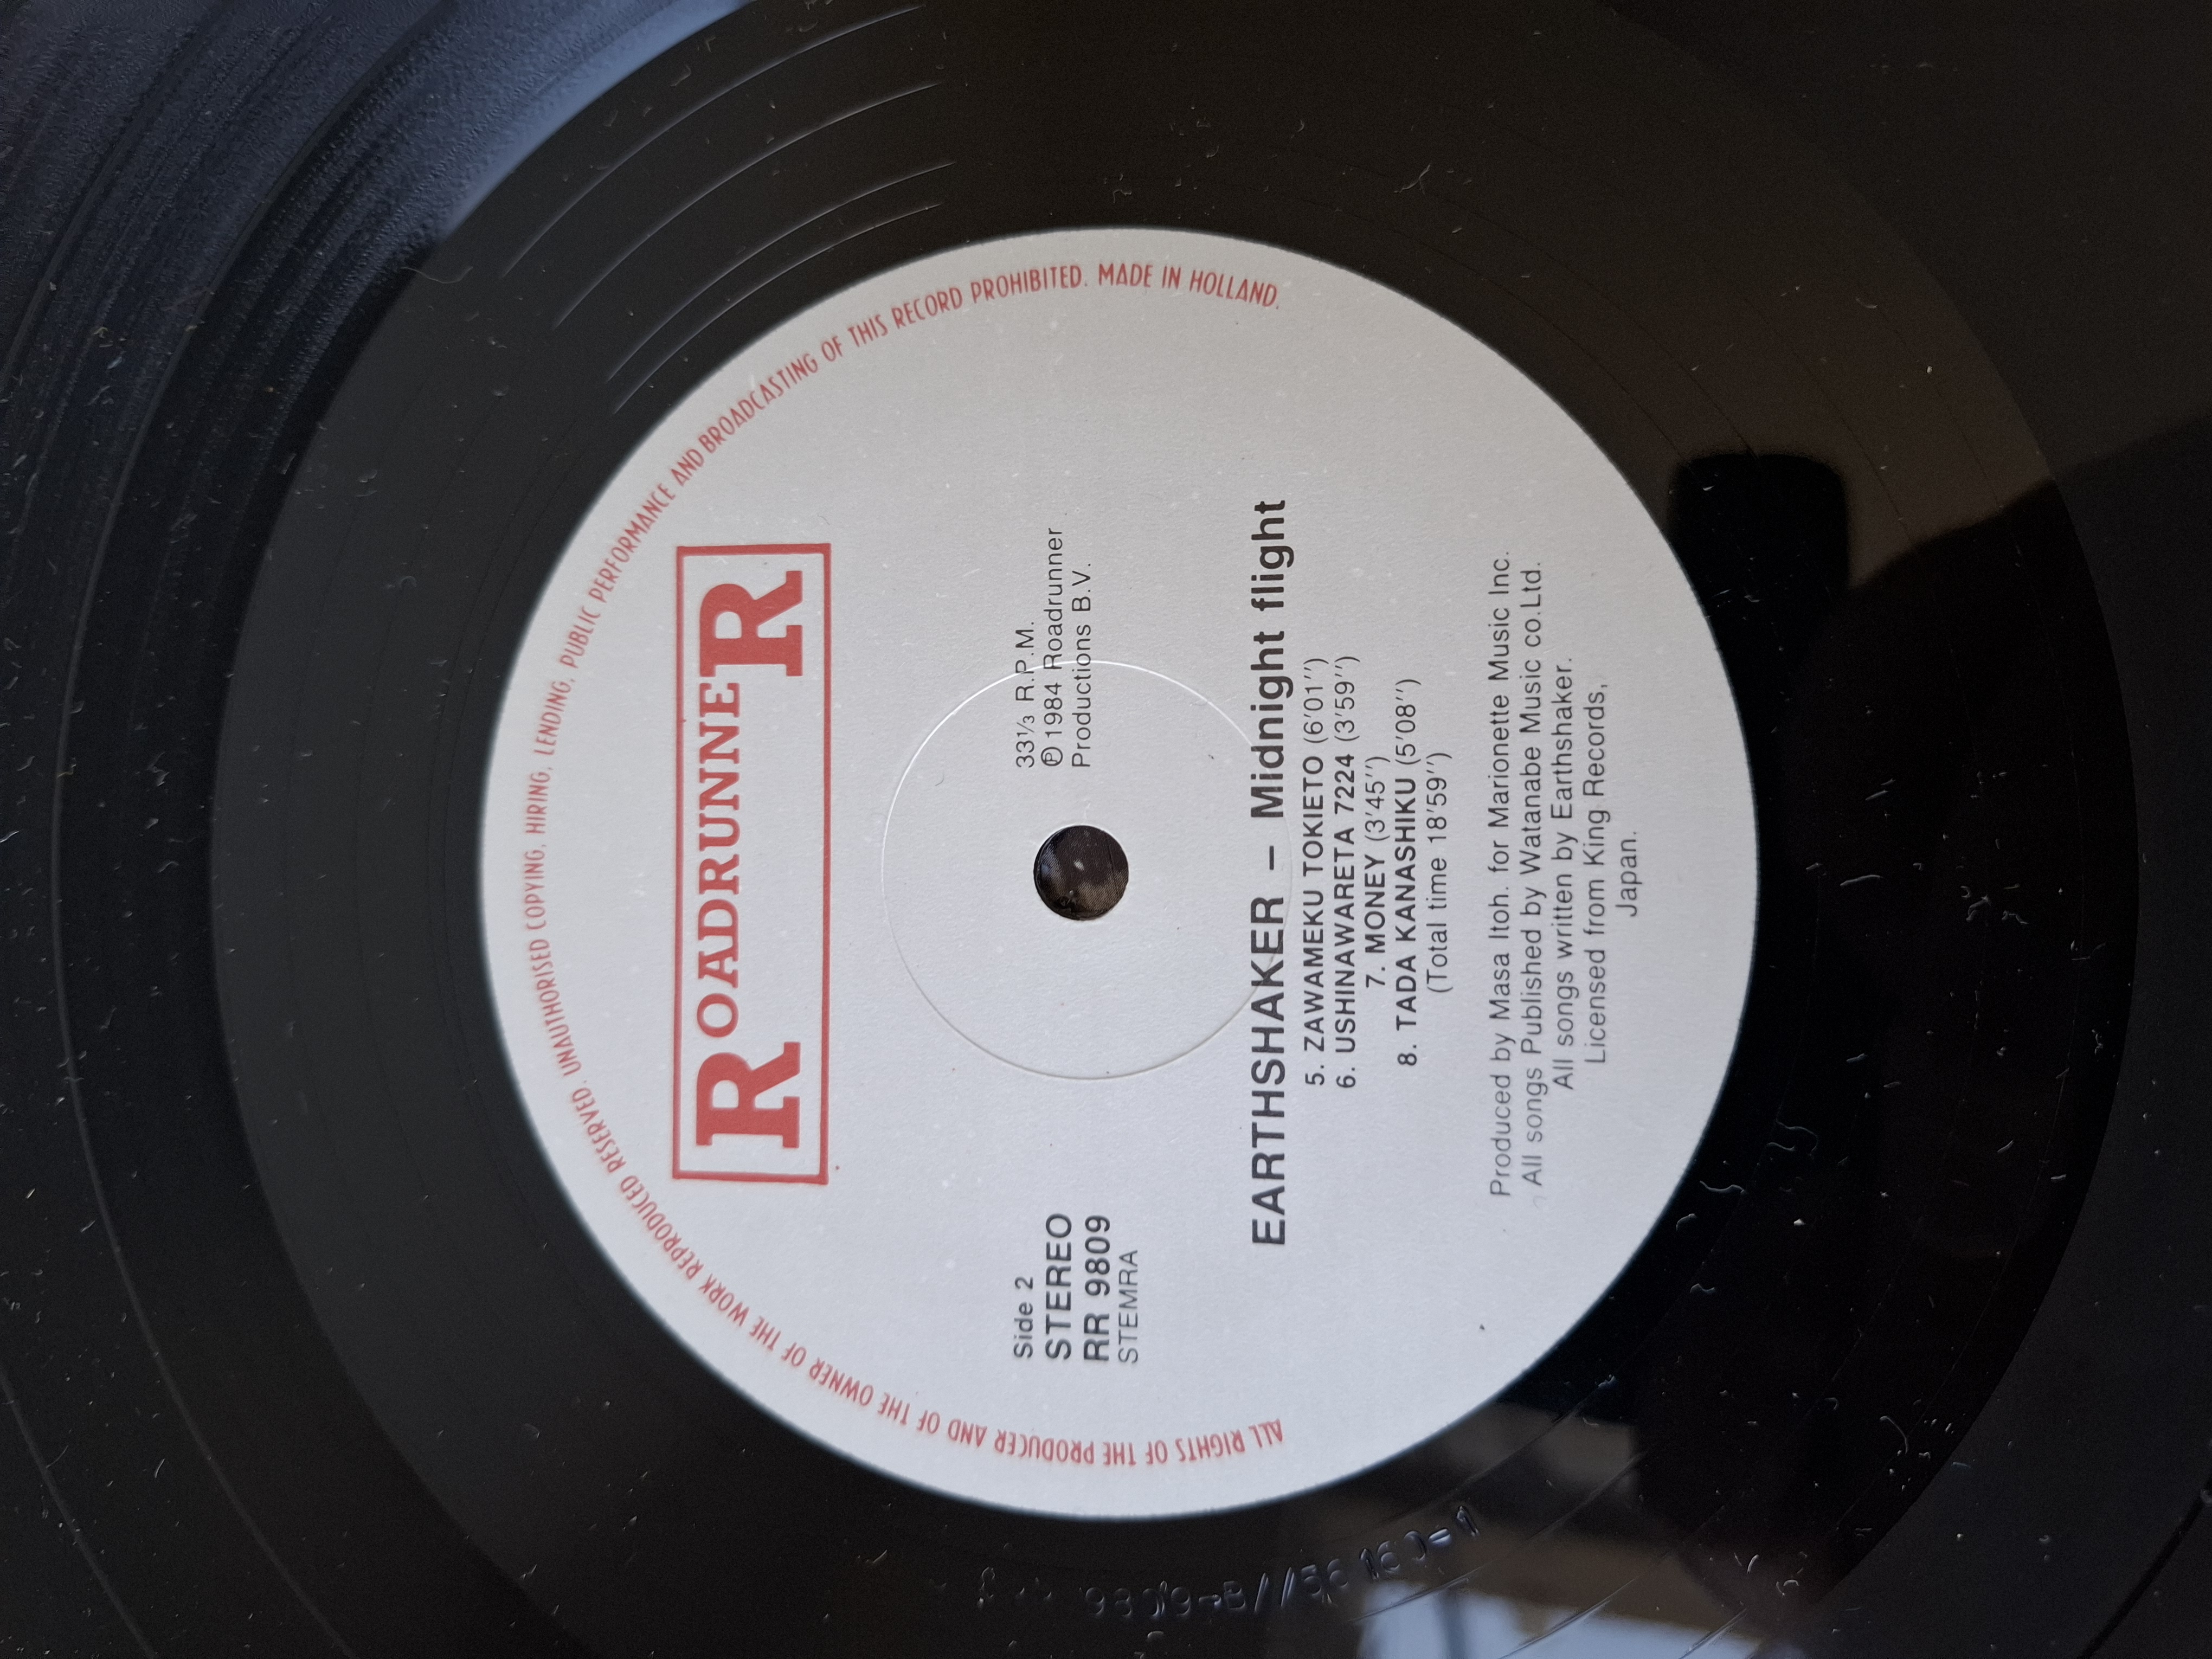 ALL RIGHTS OF THE PRODUCER AND OF THE OWNER OF THE WORK REPRODUCED RESERVED. UNAUTHORISED COPYING, HIRING, LENDING, PUBLIC PERFORMANCE AND BROADCASTING OF THIS RECORD PROHIBITED. MADE IN HOLLAND.
ROADRUNNER
Side 2
STEREO
RR 9809
STEMRA
33⅓ R.P.M.
℗ 1984 Roadrunner
Productions B.V.
EARTHSHAKER – Midnight flight
5. ZAWAMEKU TOKIETO (6'01'')
6. USHINAWARETA 7224 (3'59'')
7. MONEY (3'45'')
8. TADA KANASHIKU (5'08'')
(Total time 18'59'')
Produced by Masa Itoh. for Marionette Music Inc.
All songs Published by Watanabe Music co.Ltd.
All songs written by Earthshaker.
Licensed from King Records,
Japan.